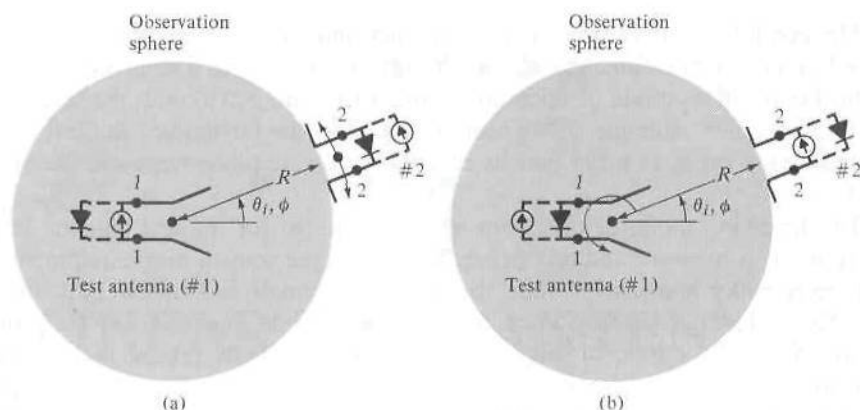 Observation
sphere
2
2
#2
R
1
θi, ϕ
1
Test antenna (#1)
(a)
Observation
sphere
2
2
#2
R
1
θi, ϕ
1
Test antenna (#1)
(b)